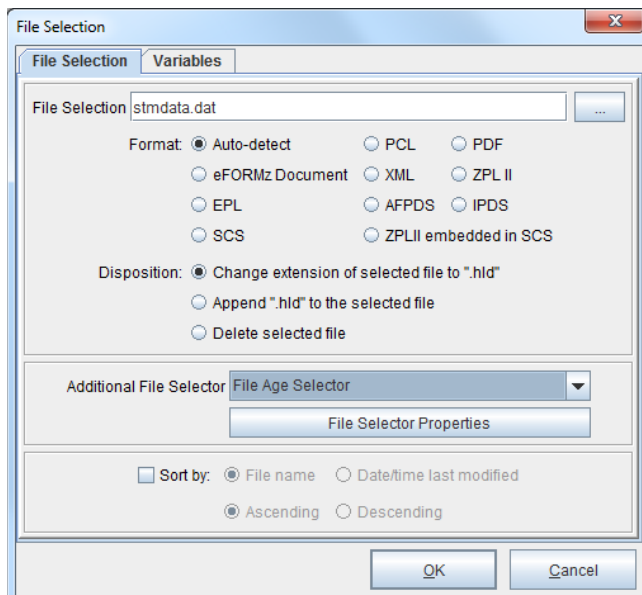 File Selection
File Selection Variables
File Selection stmdata.dat ...
Format: Auto-detect PCL PDF
eFORMz Document XML ZPL II
EPL AFPDS IPDS
SCS ZPLII embedded in SCS
Disposition: Change extension of selected file to ".hld"
Append ".hld" to the selected file
Delete selected file
Additional File Selector File Age Selector
File Selector Properties
Sort by: File name Date/time last modified
Ascending Descending
OK Cancel